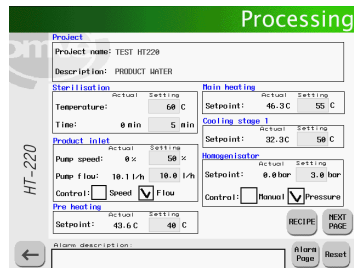 Processing
Project
Project name: TEST HT220
Description: PRODUCT WATER
Sterilisation
Actual Setting
Temperature: 60 C
Time: 0 min 5 min
Product inlet
Actual Setting
Pump speed: 0 % 50 %
Pump flow: 10.1 l/h 10.0 l/h
Control: Speed Flow
Pre heating
Actual Setting
Setpoint: 43.6 C 40 C
Main heating
Actual Setting
Setpoint: 46.3 C 55 C
Cooling stage 1
Actual Setting
Setpoint: 32.3 C 50 C
Homogenisator
Actual Setting
Setpoint: 0.0 bar 3.0 bar
Control: Manual Pressure
HT-220
RECIPE
NEXT PAGE
Alarm description:
Alarm Page
Reset